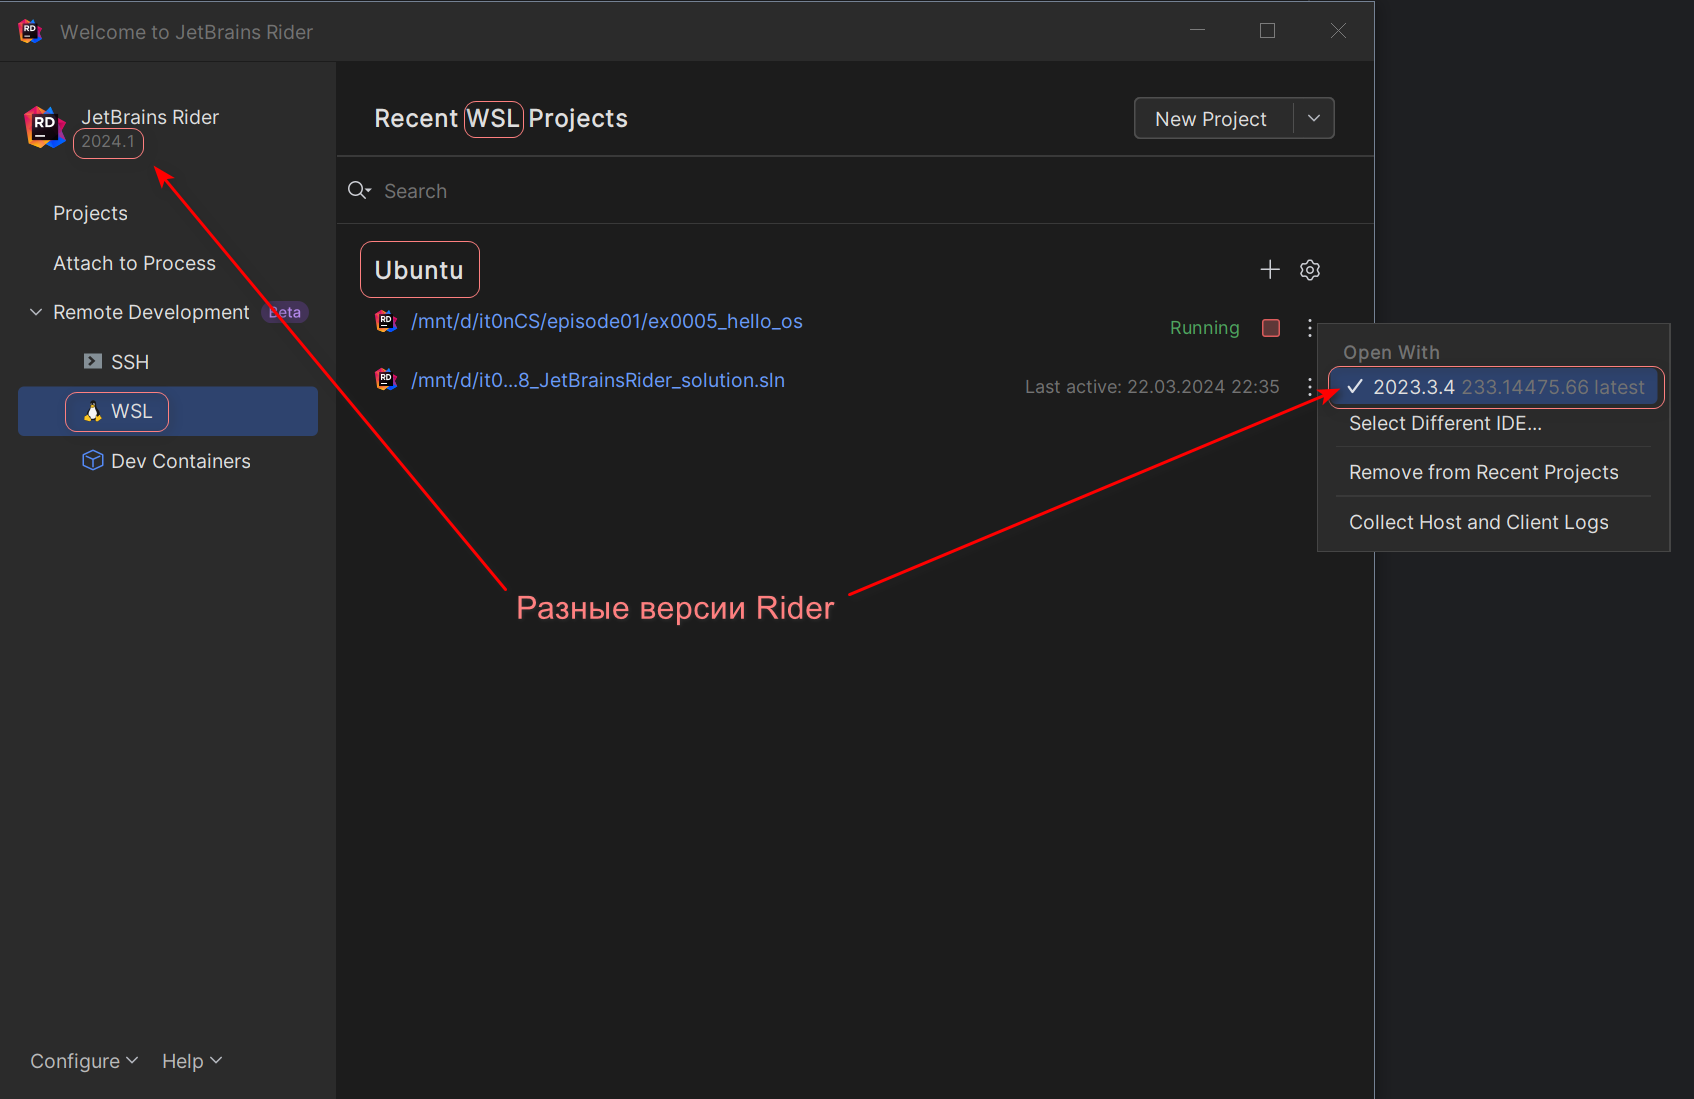 Welcome to JetBrains Rider
JetBrains Rider
2024.1
Projects
Attach to Process
Remote Development Beta
SSH
WSL
Dev Containers
Configure Help
Recent WSL Projects
New Project
Search
Ubuntu
/mnt/d/it0nCS/episode01/ex0005_hello_os
Running
/mnt/d/it0...8_JetBrainsRider_solution.sln
Last active: 22.03.2024 22:35
Open With
2023.3.4 233.14475.66 latest
Select Different IDE...
Remove from Recent Projects
Collect Host and Client Logs
Разные версии Rider